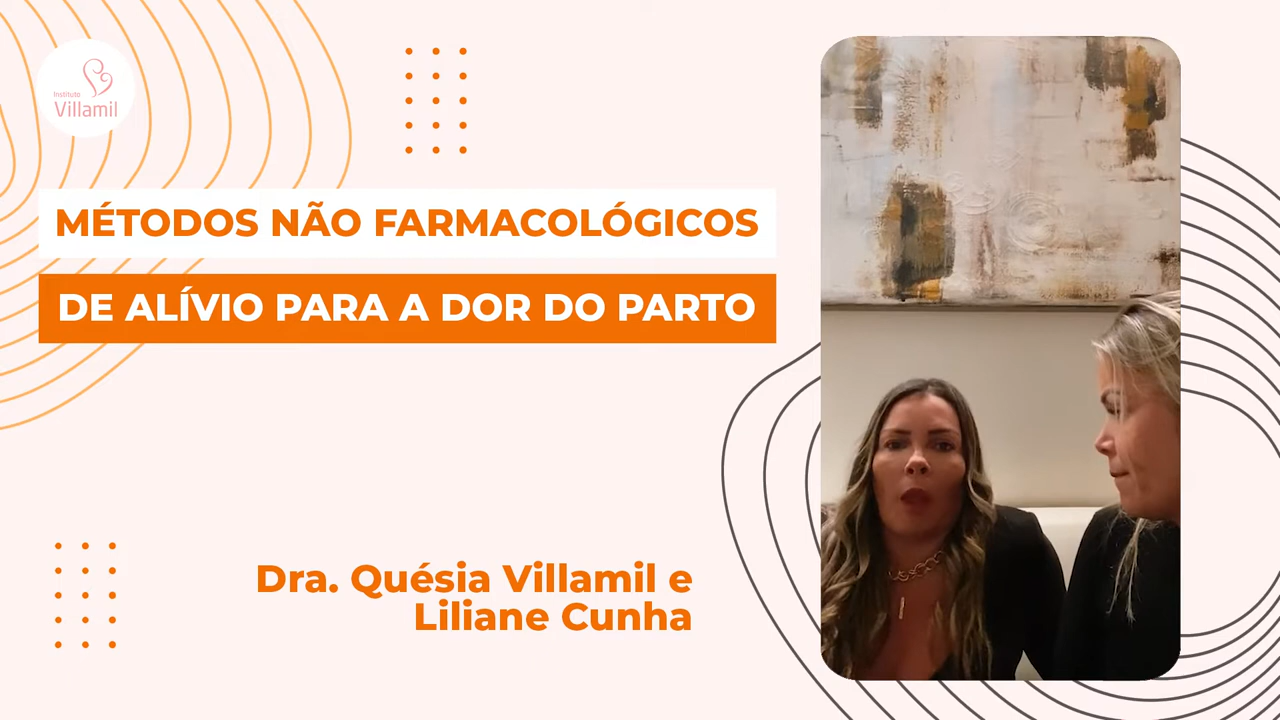 Instituto
Villamil
MÉTODOS NÃO FARMACOLÓGICOS
DE ALÍVIO PARA A DOR DO PARTO
Dra. Quésia Villamil e
Liliane Cunha